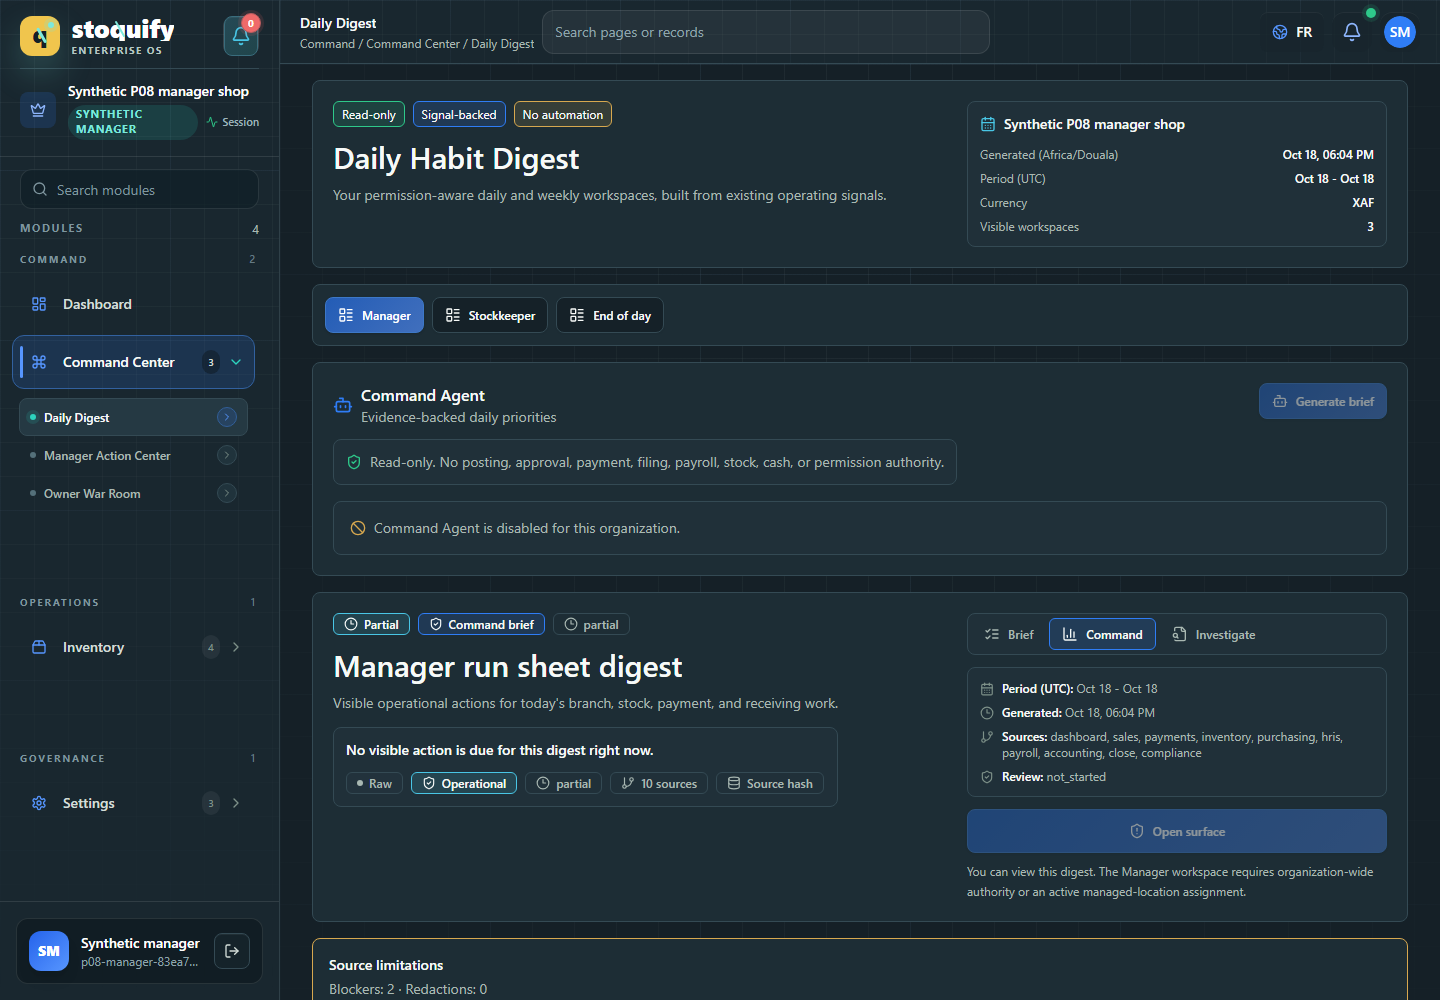 stoquify
ENTERPRISE OS
0
Synthetic P08 manager shop
SYNTHETIC MANAGER
Session
Search modules
MODULES 4
COMMAND 2
Dashboard
Command Center 3
Daily Digest
Manager Action Center
Owner War Room
OPERATIONS 1
Inventory 4
GOVERNANCE 1
Settings 3
SM
Synthetic manager
p08-manager-83ea7...
Daily Digest
Command / Command Center / Daily Digest
Search pages or records
FR
SM
Read-only
Signal-backed
No automation
Daily Habit Digest
Your permission-aware daily and weekly workspaces, built from existing operating signals.
Synthetic P08 manager shop
Generated (Africa/Douala) Oct 18, 06:04 PM
Period (UTC) Oct 18 - Oct 18
Currency XAF
Visible workspaces 3
Manager
Stockkeeper
End of day
Command Agent
Evidence-backed daily priorities
Generate brief
Read-only. No posting, approval, payment, filing, payroll, stock, cash, or permission authority.
Command Agent is disabled for this organization.
Partial
Command brief
partial
Manager run sheet digest
Visible operational actions for today's branch, stock, payment, and receiving work.
No visible action is due for this digest right now.
Raw
Operational
partial
10 sources
Source hash
Brief
Command
Investigate
Period (UTC): Oct 18 - Oct 18
Generated: Oct 18, 06:04 PM
Sources: dashboard, sales, payments, inventory, purchasing, hris,
payroll, accounting, close, compliance
Review: not_started
Open surface
You can view this digest. The Manager workspace requires organization-wide
authority or an active managed-location assignment.
Source limitations
Blockers: 2 · Redactions: 0